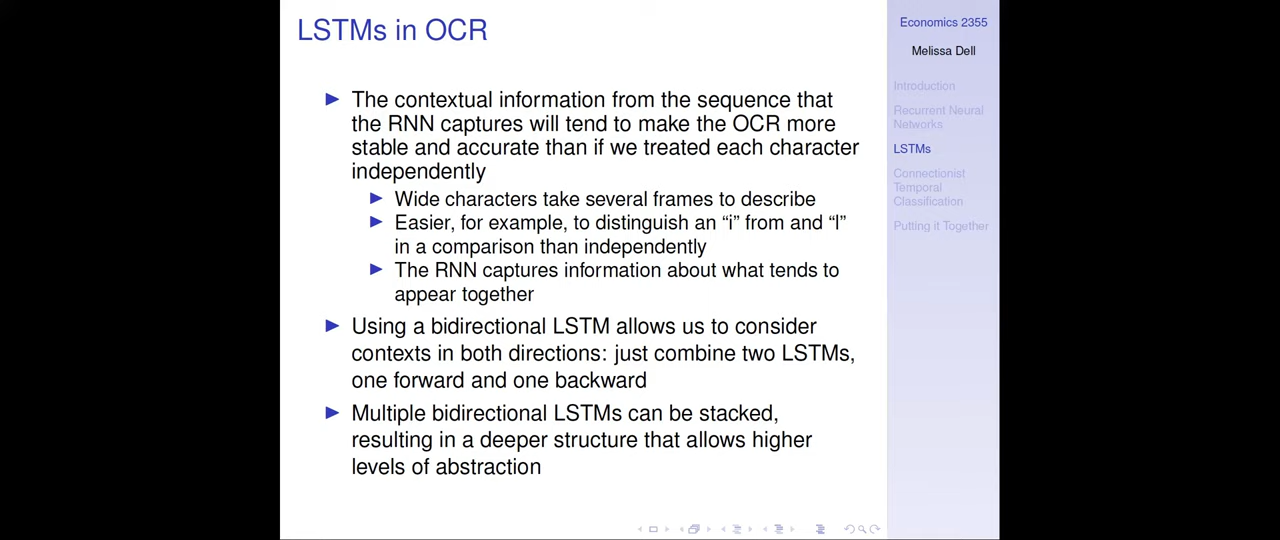 LSTMs in OCR
The contextual information from the sequence that
the RNN captures will tend to make the OCR more
stable and accurate than if we treated each character
independently
Wide characters take several frames to describe
Easier, for example, to distinguish an “i” from and “l”
in a comparison than independently
The RNN captures information about what tends to
appear together
Using a bidirectional LSTM allows us to consider
contexts in both directions: just combine two LSTMs,
one forward and one backward
Multiple bidirectional LSTMs can be stacked,
resulting in a deeper structure that allows higher
levels of abstraction
Economics 2355
Melissa Dell
Introduction
Recurrent Neural
Networks
LSTMs
Connectionist
Temporal
Classification
Putting it Together